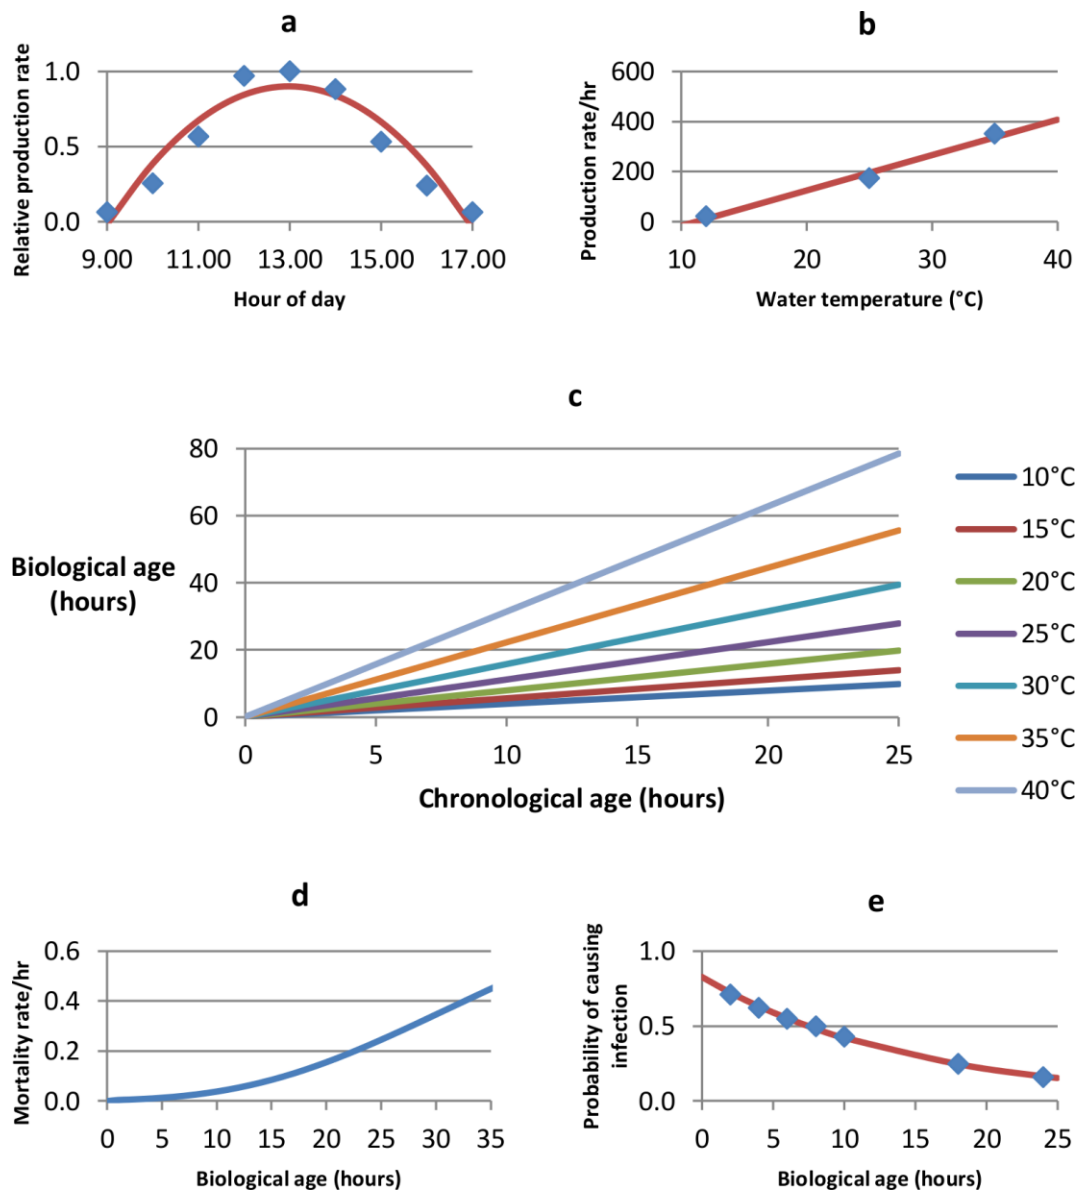 a
Relative production rate
1.0
0.5
0.0
9.00 11.00 13.00 15.00 17.00
Hour of day
b
Production rate/hr
600
400
200
0
10 20 30 40
Water temperature (°C)
c
Biological age
(hours)
80
60
40
20
0
0 5 10 15 20 25
Chronological age (hours)
10°C
15°C
20°C
25°C
30°C
35°C
40°C
d
Mortality rate/hr
0.6
0.4
0.2
0.0
0 5 10 15 20 25 30 35
Biological age (hours)
e
Probability of causing
infection
1.0
0.5
0.0
0 5 10 15 20 25
Biological age (hours)